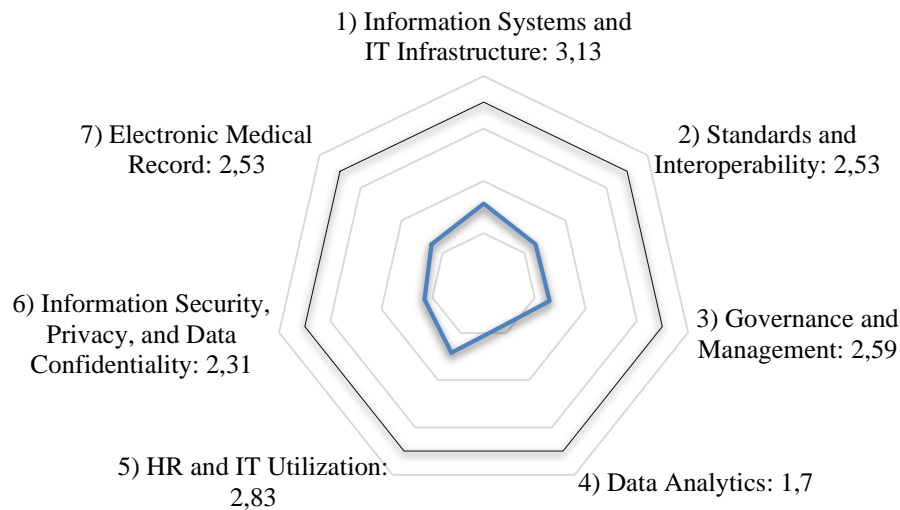 1) Information Systems and
IT Infrastructure: 3,13
2) Standards and
Interoperability: 2,53
3) Governance and
Management: 2,59
4) Data Analytics: 1,7
5) HR and IT Utilization:
2,83
6) Information Security,
Privacy, and Data
Confidentiality: 2,31
7) Electronic Medical
Record: 2,53